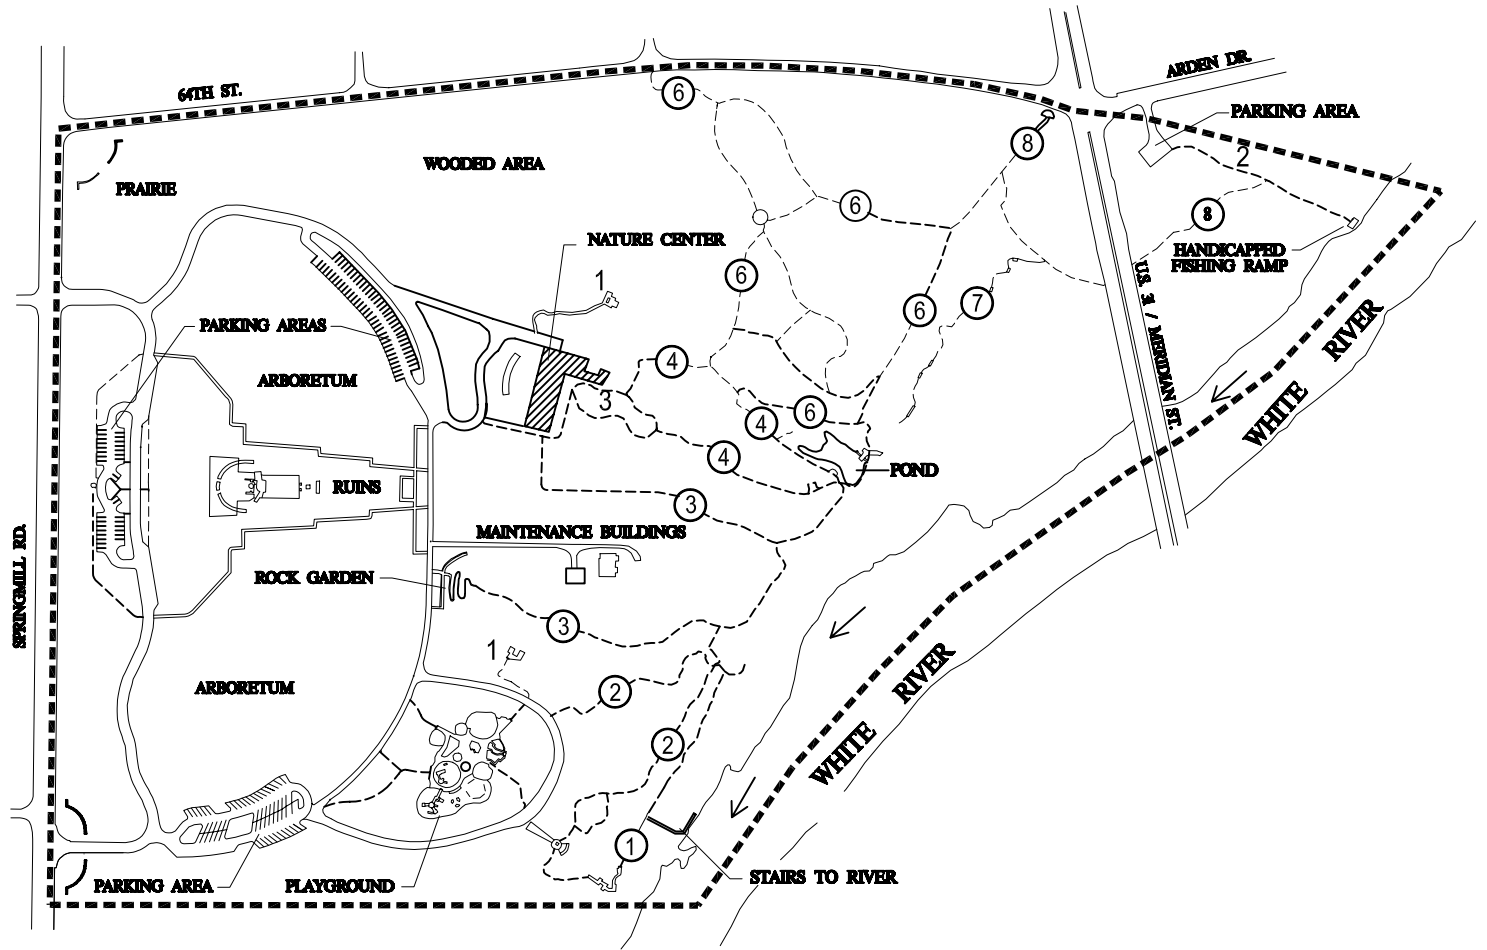 64TH ST.
ARDEN DR.
PARKING AREA
6
8
2
WOODED AREA
PRAIRIE
6
8
NATURE CENTER
HANDICAPPED
FISHING RAMP
6
1
6
7
PARKING AREAS
U.S. 31 / MERIDIAN ST.
WHITE RIVER
4
ARBORETUM
3
6
4
4
POND
RUINS
3
MAINTENANCE BUILDINGS
SPRINGMILL RD.
ROCK GARDEN
3
1
ARBORETUM
2
WHITE RIVER
2
1
STAIRS TO RIVER
PARKING AREA
PLAYGROUND